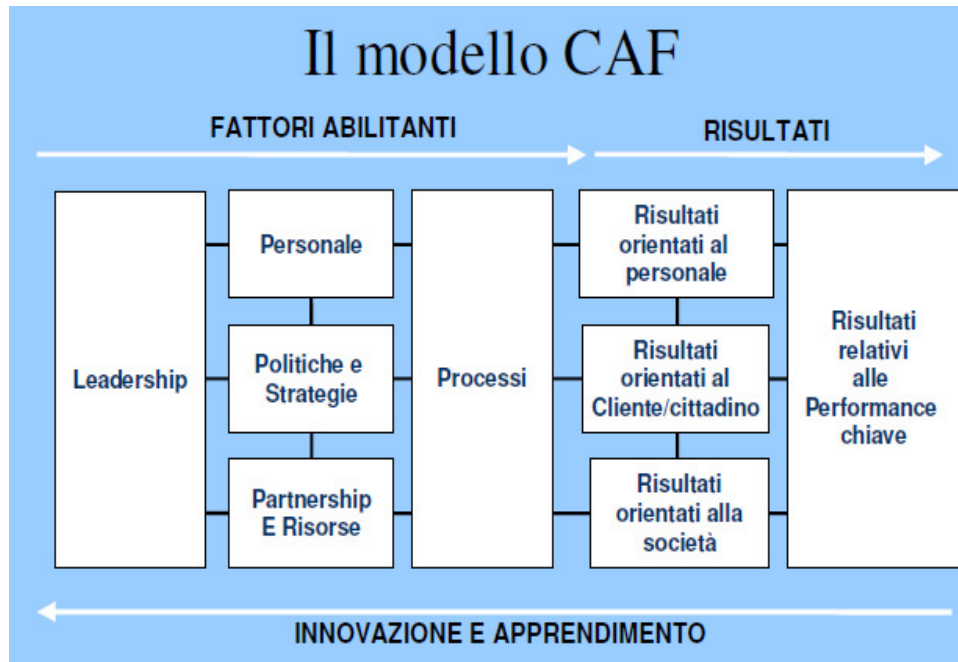 Il modello CAF
FATTORI ABILITANTI
RISULTATI
Leadership
Personale
Politiche e
Strategie
Partnership
E Risorse
Processi
Risultati
orientati al
personale
Risultati
orientati al
Cliente/cittadino
Risultati
orientati alla
società
Risultati
relativi
alle
Performance
chiave
INNOVAZIONE E APPRENDIMENTO